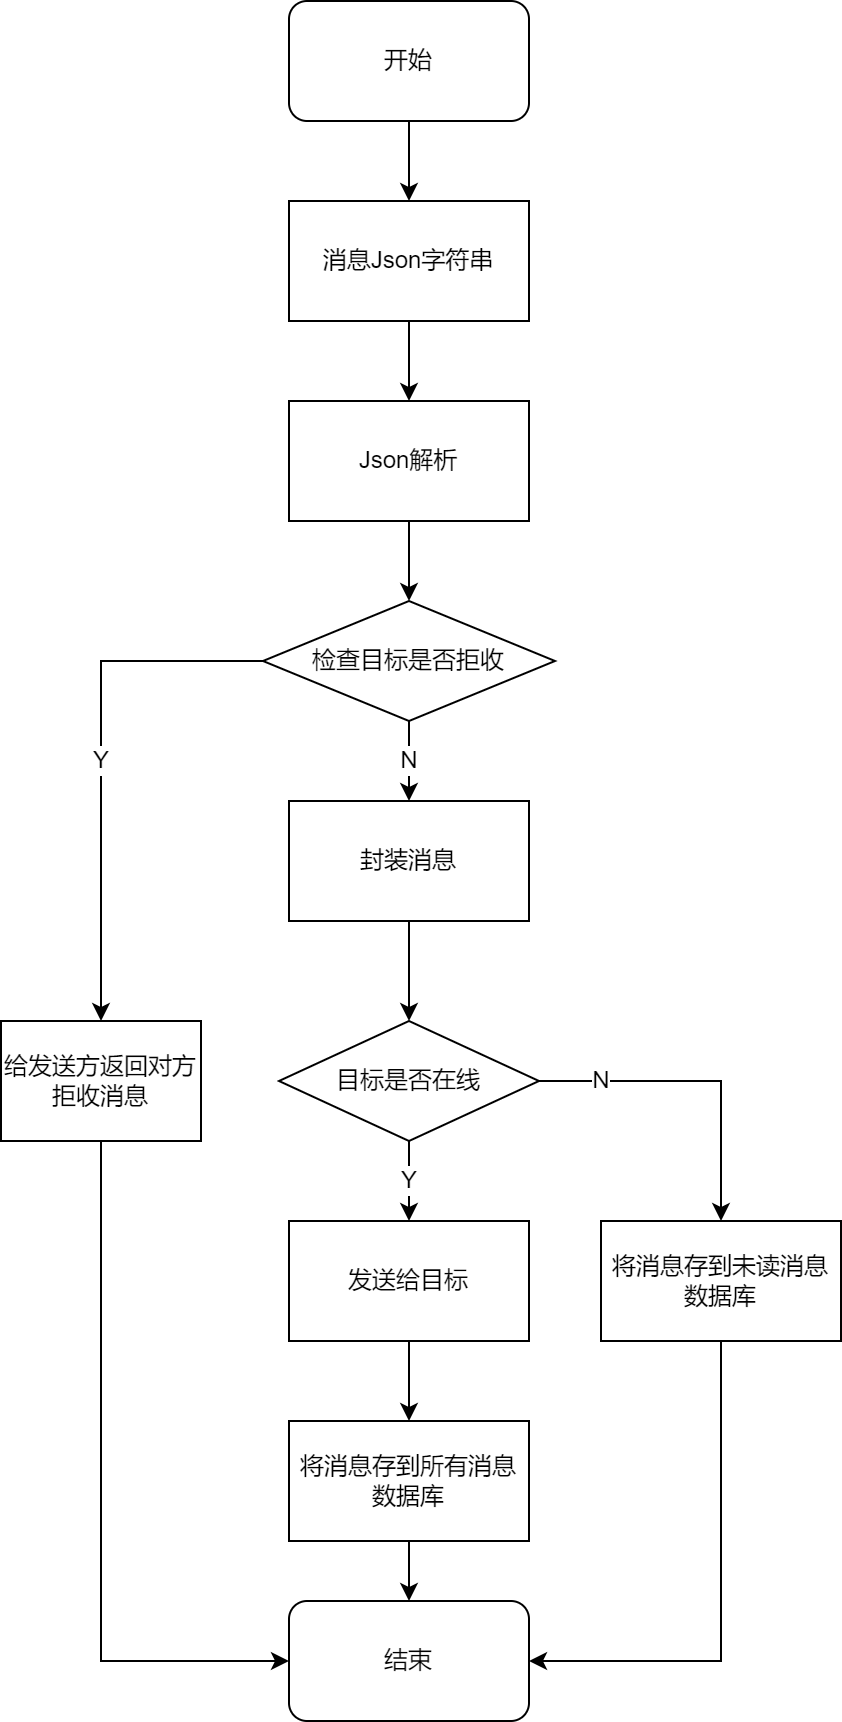 开始
消息Json字符串
Json解析
检查目标是否拒收
Y
N
封装消息
给发送方返回对方
拒收消息
目标是否在线
N
Y
发送给目标
将消息存到未读消息
数据库
将消息存到所有消息
数据库
结束